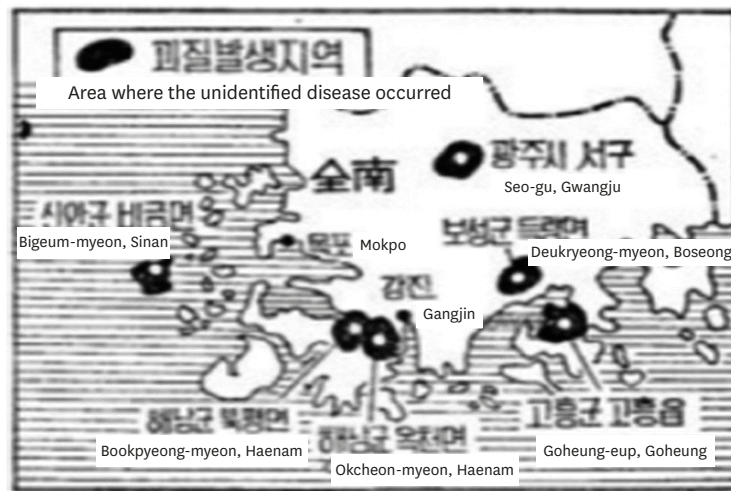 괴질발생지역
Area where the unidentified disease occurred
광주시 서구
Seo-gu, Gwangju
全南
신안군 비금면
Bigeum-myeon, Sinan
목포
Mokpo
보성군 득량면
Deukryeong-myeon, Boseong
강진
Gangjin
해남군 북평면
Bookpyeong-myeon, Haenam
해남군 옥천면
Okcheon-myeon, Haenam
고흥군 고흥읍
Goheung-eup, Goheung